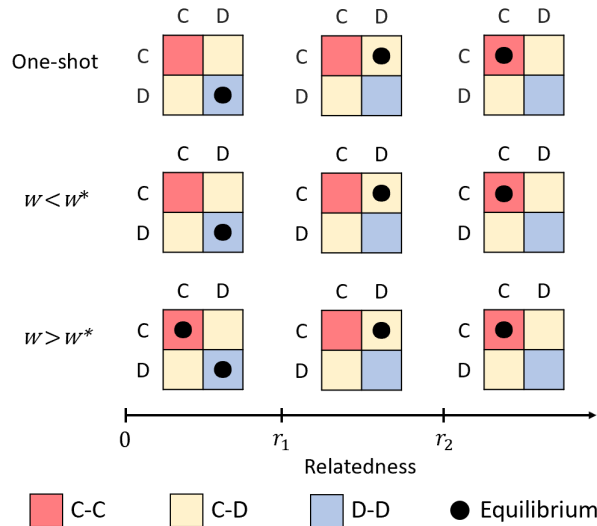 C D C D C D
One-shot C C C
D D D
C D C D C D
w < w* C C C
D D D
C D C D C D
w > w* C C C
D D D
0 r₁ r₂
Relatedness
C-C C-D D-D Equilibrium